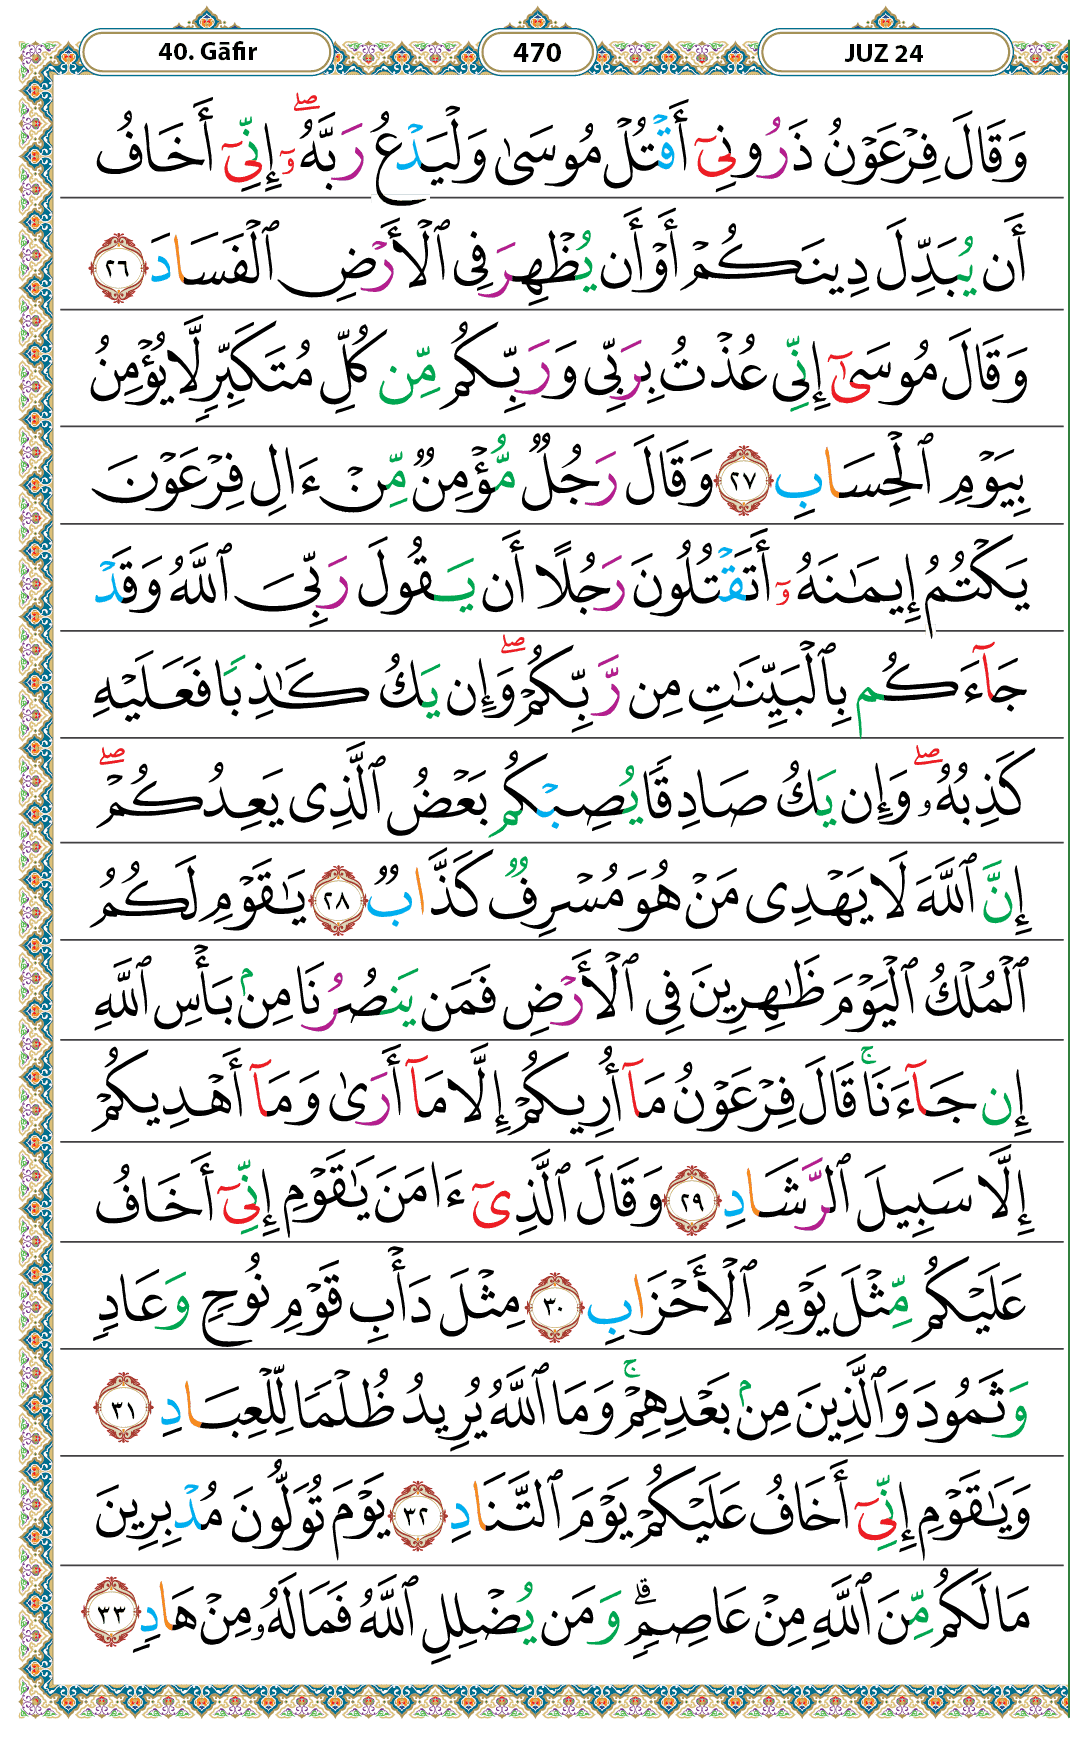 40. Gāfir
470
JUZ 24
وَقَالَ فِرْعَوْنُ ذَرُونِىٓ أَقْتُلْ مُوسَىٰ وَلْيَدْعُ رَبَّهُۥٓ ۖ إِنِّىٓ أَخَافُ
أَن يُبَدِّلَ دِينَكُمْ أَوْ أَن يُظْهِرَ فِى ٱلْأَرْضِ ٱلْفَسَادَ ٢٦
وَقَالَ مُوسَىٰٓ إِنِّى عُذْتُ بِرَبِّى وَرَبِّكُم مِّن كُلِّ مُتَكَبِّرٍ لَّا يُؤْمِنُ
بِيَوْمِ ٱلْحِسَابِ ٢٧ وَقَالَ رَجُلٌ مُّؤْمِنٌ مِّنْ ءَالِ فِرْعَوْنَ
يَكْتُمُ إِيمَـٰنَهُۥٓ أَتَقْتُلُونَ رَجُلًا أَن يَقُولَ رَبِّىَ ٱللَّهُ وَقَدْ
جَآءَكُم بِٱلْبَيِّنَـٰتِ مِن رَّبِّكُمْ ۖ وَإِن يَكُ كَـٰذِبًا فَعَلَيْهِ
كَذِبُهُۥ ۖ وَإِن يَكُ صَادِقًا يُصِبْكُم بَعْضُ ٱلَّذِى يَعِدُكُمْ ۖ
إِنَّ ٱللَّهَ لَا يَهْدِى مَنْ هُوَ مُسْرِفٌ كَذَّابٌ ٢٨ يَـٰقَوْمِ لَكُمُ
ٱلْمُلْكُ ٱلْيَوْمَ ظَـٰهِرِينَ فِى ٱلْأَرْضِ فَمَن يَنصُرُنَا مِنۢ بَأْسِ ٱللَّهِ
إِن جَآءَنَا ۚ قَالَ فِرْعَوْنُ مَآ أُرِيكُمْ إِلَّا مَآ أَرَىٰ وَمَآ أَهْدِيكُمْ
إِلَّا سَبِيلَ ٱلرَّشَادِ ٢٩ وَقَالَ ٱلَّذِىٓ ءَامَنَ يَـٰقَوْمِ إِنِّىٓ أَخَافُ
عَلَيْكُم مِّثْلَ يَوْمِ ٱلْأَحْزَابِ ٣٠ مِثْلَ دَأْبِ قَوْمِ نُوحٍ وَعَادٍ
وَثَمُودَ وَٱلَّذِينَ مِنۢ بَعْدِهِمْ ۚ وَمَا ٱللَّهُ يُرِيدُ ظُلْمًا لِّلْعِبَادِ ٣١
وَيَـٰقَوْمِ إِنِّىٓ أَخَافُ عَلَيْكُمْ يَوْمَ ٱلتَّنَادِ ٣٢ يَوْمَ تُوَلُّونَ مُدْبِرِينَ
مَا لَكُم مِّنَ ٱللَّهِ مِنْ عَاصِمٍ ۗ وَمَن يُضْلِلِ ٱللَّهُ فَمَا لَهُۥ مِنْ هَادٍ ٣٣